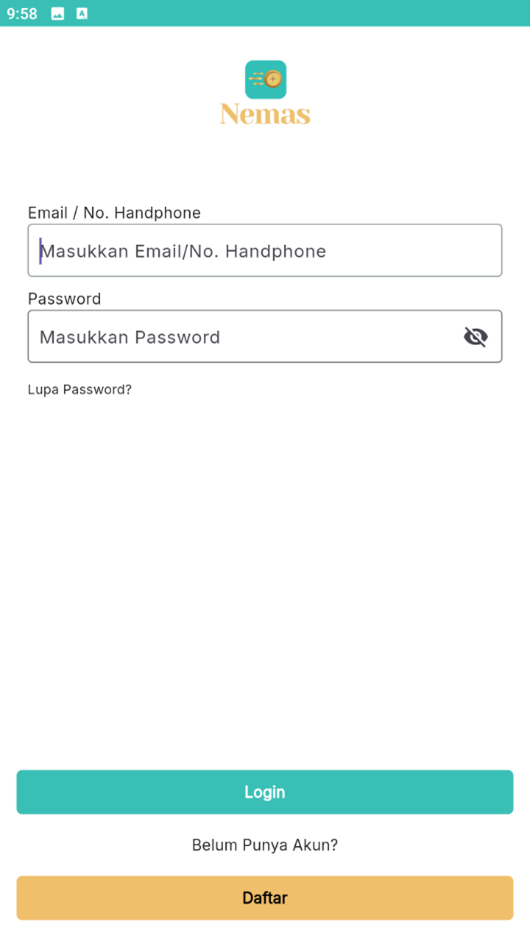 9:58
Nemas
Email / No. Handphone
Masukkan Email/No. Handphone
Password
Masukkan Password
Lupa Password?
Login
Belum Punya Akun?
Daftar